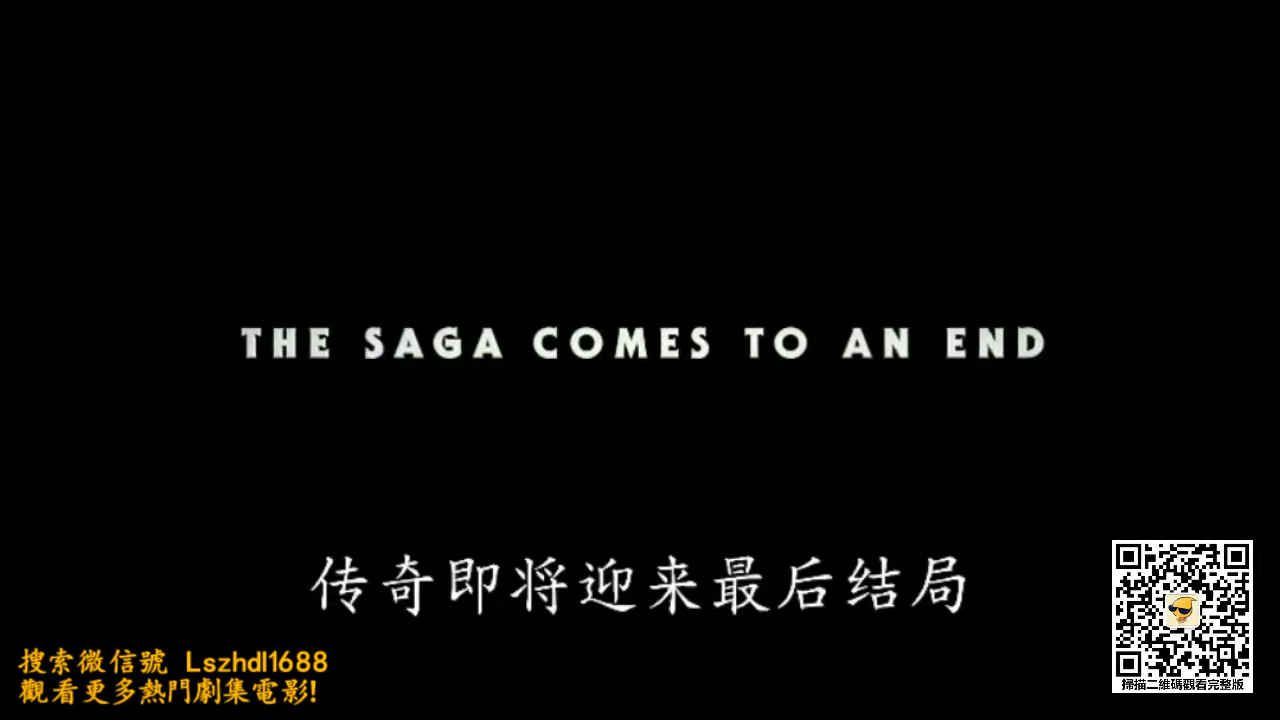 THE SAGA COMES TO AN END
传奇即将迎来最后结局
搜索微信號 Lszhdl1688
觀看更多熱門劇集電影!
掃描二維碼觀看完整版